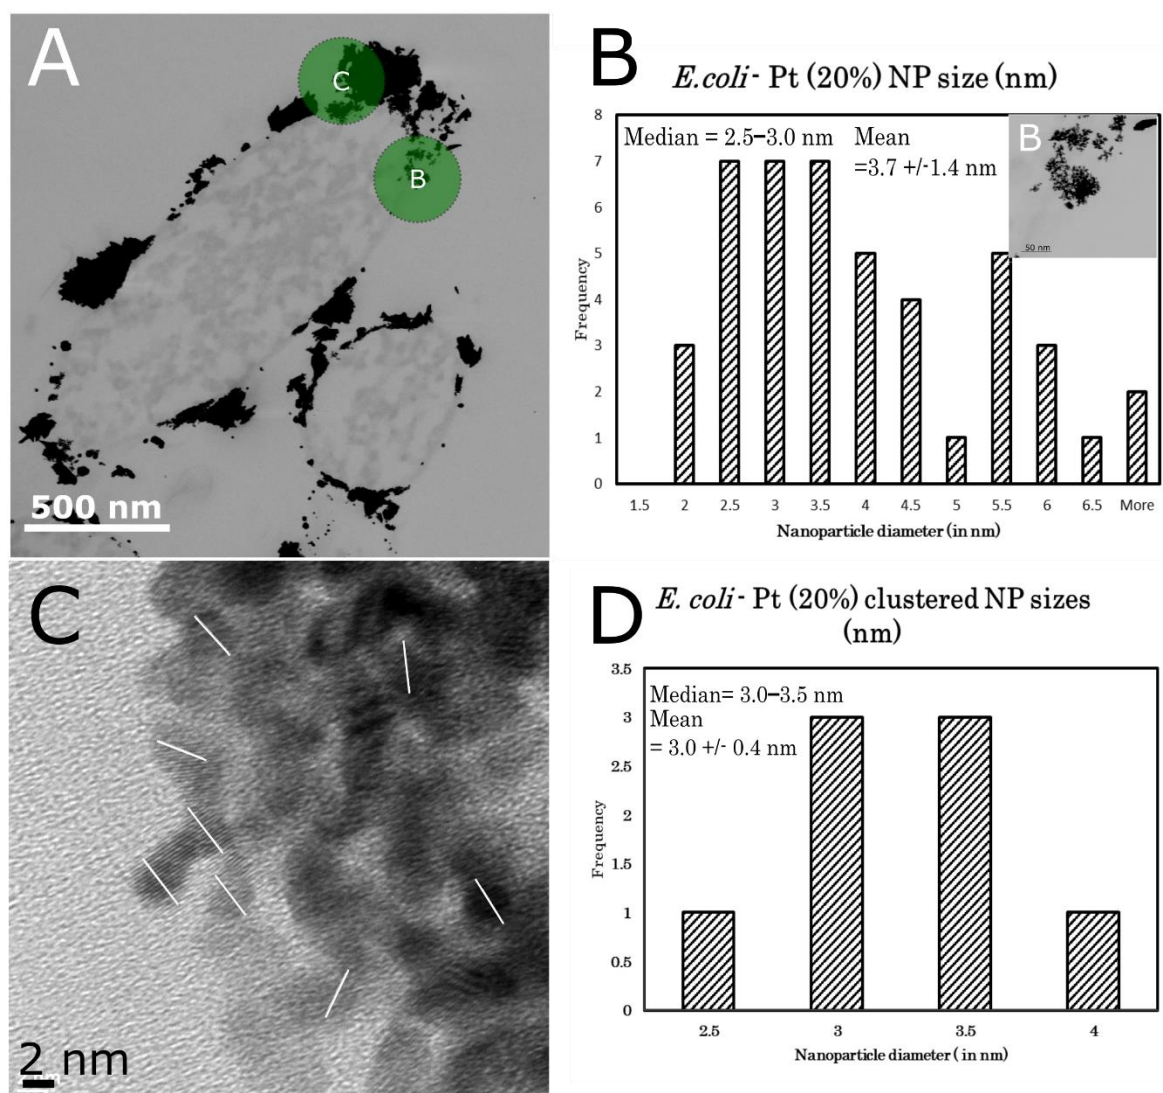 A
C
B
500 nm
B
E.coli - Pt (20%) NP size (nm)
Median = 2.5–3.0 nm
Mean
=3.7 +/-1.4 nm
B
50 nm
8
7
6
5
4
3
2
1
0
Frequency
1.5 2 2.5 3 3.5 4 4.5 5 5.5 6 6.5 More
Nanoparticle diameter (in nm)
C
2 nm
D
E. coli - Pt (20%) clustered NP sizes
(nm)
Median= 3.0–3.5 nm
Mean
= 3.0 +/- 0.4 nm
3.5
3
2.5
2
1.5
1
0.5
0
Frequency
2.5 3 3.5 4
Nanoparticle diameter ( in nm)